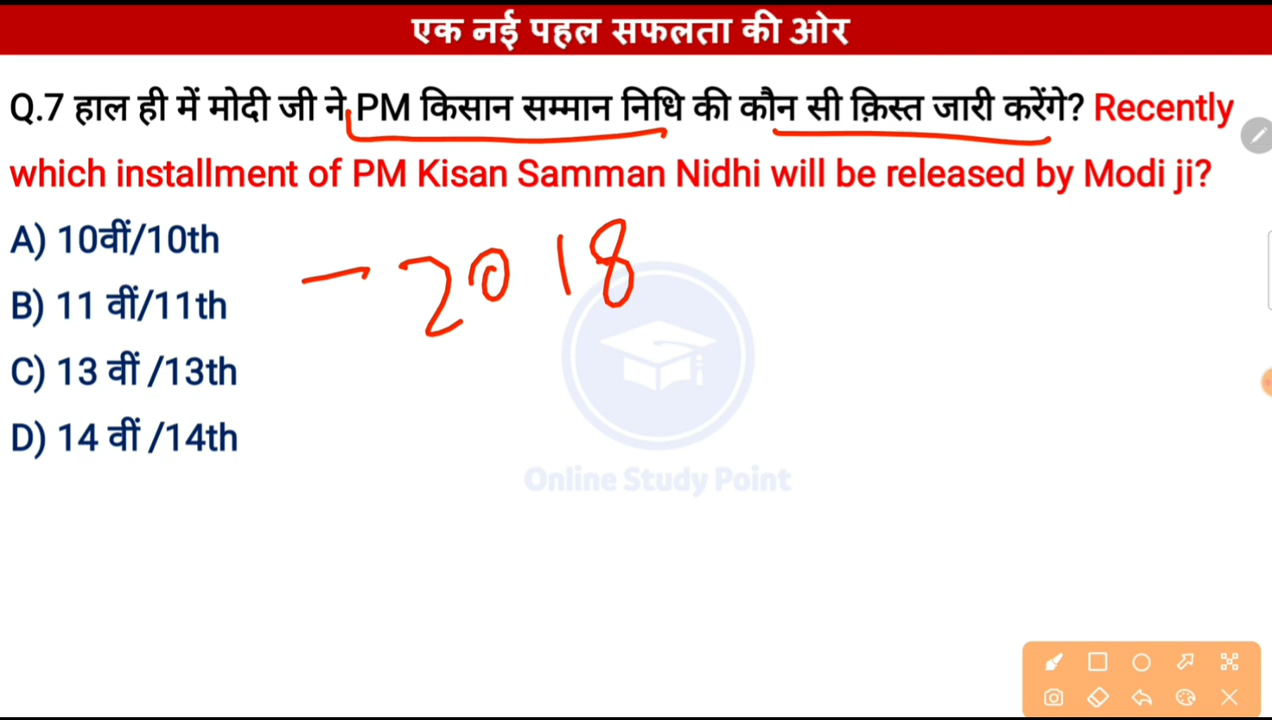 एक नई पहल सफलता की ओर
Q.7 हाल ही में मोदी जी ने PM किसान सम्मान निधि की कौन सी क़िस्त जारी करेंगे? Recently
which installment of PM Kisan Samman Nidhi will be released by Modi ji?
A) 10वीं/10th
B) 11 वीं/11th
C) 13 वीं /13th
D) 14 वीं /14th
– 2018
Online Study Point